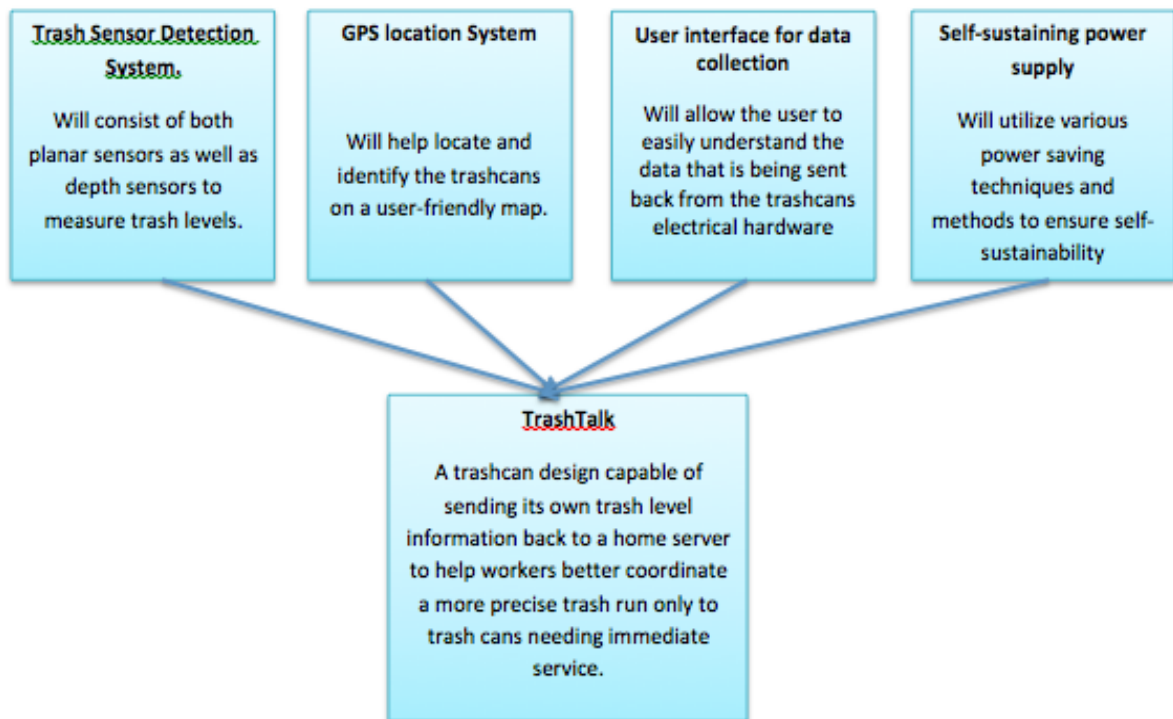 Trash Sensor Detection
System.
Will consist of both
planar sensors as well as
depth sensors to
measure trash levels.
GPS location System
Will help locate and
identify the trashcans
on a user-friendly map.
User interface for data
collection
Will allow the user to
easily understand the
data that is being sent
back from the trashcans
electrical hardware
Self-sustaining power
supply
Will utilize various
power saving
techniques and
methods to ensure self-
sustainability
TrashTalk
A trashcan design capable of
sending its own trash level
information back to a home server
to help workers better coordinate
a more precise trash run only to
trash cans needing immediate
service.